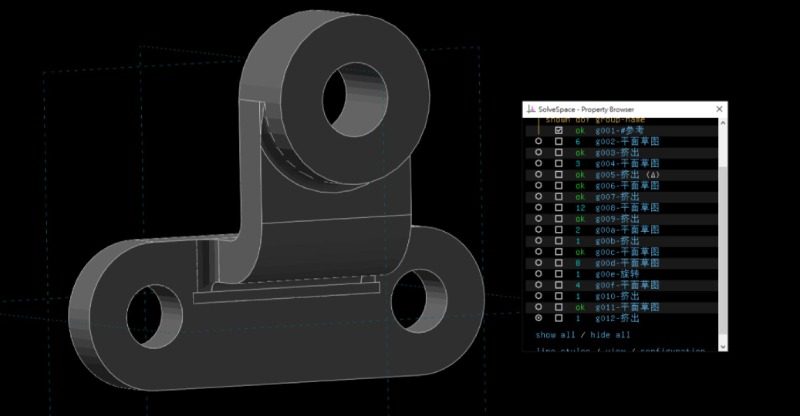 SolveSpace - Property Browser
shown dof group-name
ok g001-#参考
6 g002-平面草图
ok g003-挤出
3 g004-平面草图
ok g005-挤出 (Δ)
ok g006-平面草图
ok g007-挤出
12 g008-平面草图
ok g009-挤出
2 g00a-平面草图
1 g00b-挤出
ok g00c-平面草图
8 g00d-平面草图
1 g00e-旋转
4 g00f-平面草图
1 g010-挤出
ok g011-平面草图
1 g012-挤出
show all / hide all
line styles / view / configuration